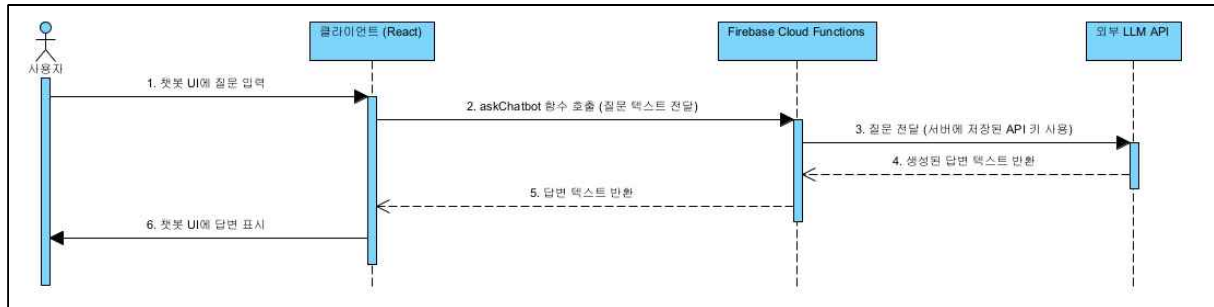 클라이언트 (React)
Firebase Cloud Functions
외부 LLM API
사용자
1. 챗봇 UI에 질문 입력
2. askChatbot 함수 호출 (질문 텍스트 전달)
3. 질문 전달 (서버에 저장된 API 키 사용)
4. 생성된 답변 텍스트 반환
5. 답변 텍스트 반환
6. 챗봇 UI에 답변 표시